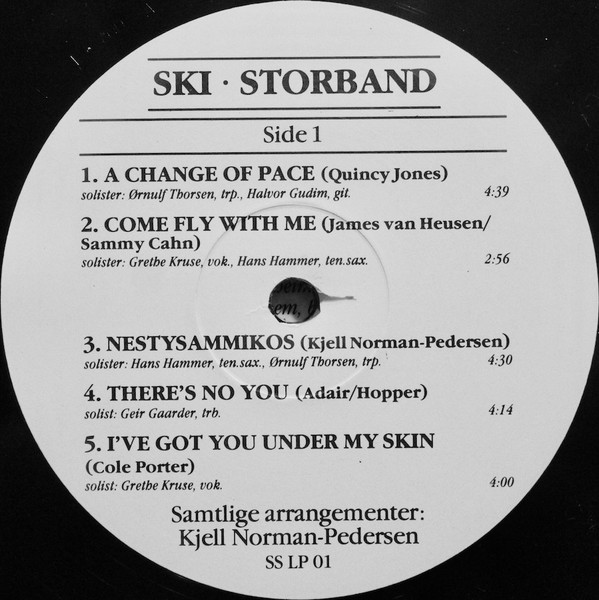 SKI · STORBAND
Side 1
1. A CHANGE OF PACE (Quincy Jones)
solister: Ørnulf Thorsen, trp., Halvor Gudim, git. 4:39
2. COME FLY WITH ME (James van Heusen/
Sammy Cahn)
solister: Grethe Kruse, vok., Hans Hammer, ten.sax. 2:56
3. NESTYSAMMIKOS (Kjell Norman-Pedersen)
solister: Hans Hammer, ten.sax., Ørnulf Thorsen, trp. 4:30
4. THERE'S NO YOU (Adair/Hopper)
solist: Geir Gaarder, trb. 4:14
5. I'VE GOT YOU UNDER MY SKIN
(Cole Porter)
solist: Grethe Kruse, vok. 4:00
Samtlige arrangementer:
Kjell Norman-Pedersen
SS LP 01